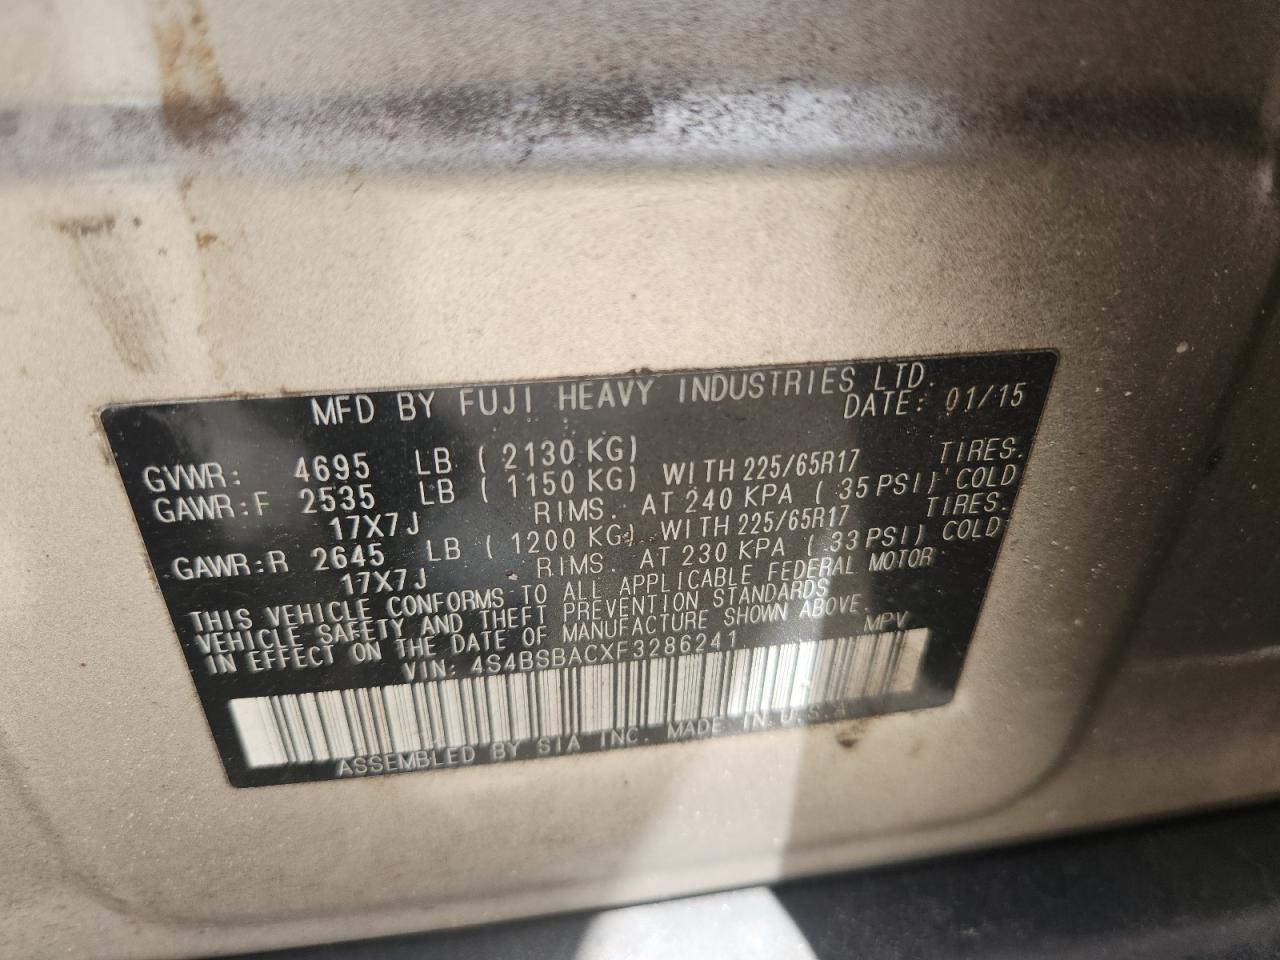 MFD BY FUJI HEAVY INDUSTRIES LTD.
DATE: 01/15
GVWR: 4695 LB ( 2130 KG)
GAWR:F 2535 LB ( 1150 KG) WITH 225/65R17 TIRES.
17X7J RIMS. AT 240 KPA ( 35 PSI) COLD
GAWR:R 2645 LB ( 1200 KG) WITH 225/65R17 TIRES.
17X7J RIMS. AT 230 KPA ( 33 PSI) COLD
THIS VEHICLE CONFORMS TO ALL APPLICABLE FEDERAL MOTOR
VEHICLE SAFETY AND THEFT PREVENTION STANDARDS
IN EFFECT ON THE DATE OF MANUFACTURE SHOWN ABOVE.
VIN: 4S4BSBACXF3286241 MPV
ASSEMBLED BY SIA INC. MADE IN U.S.A